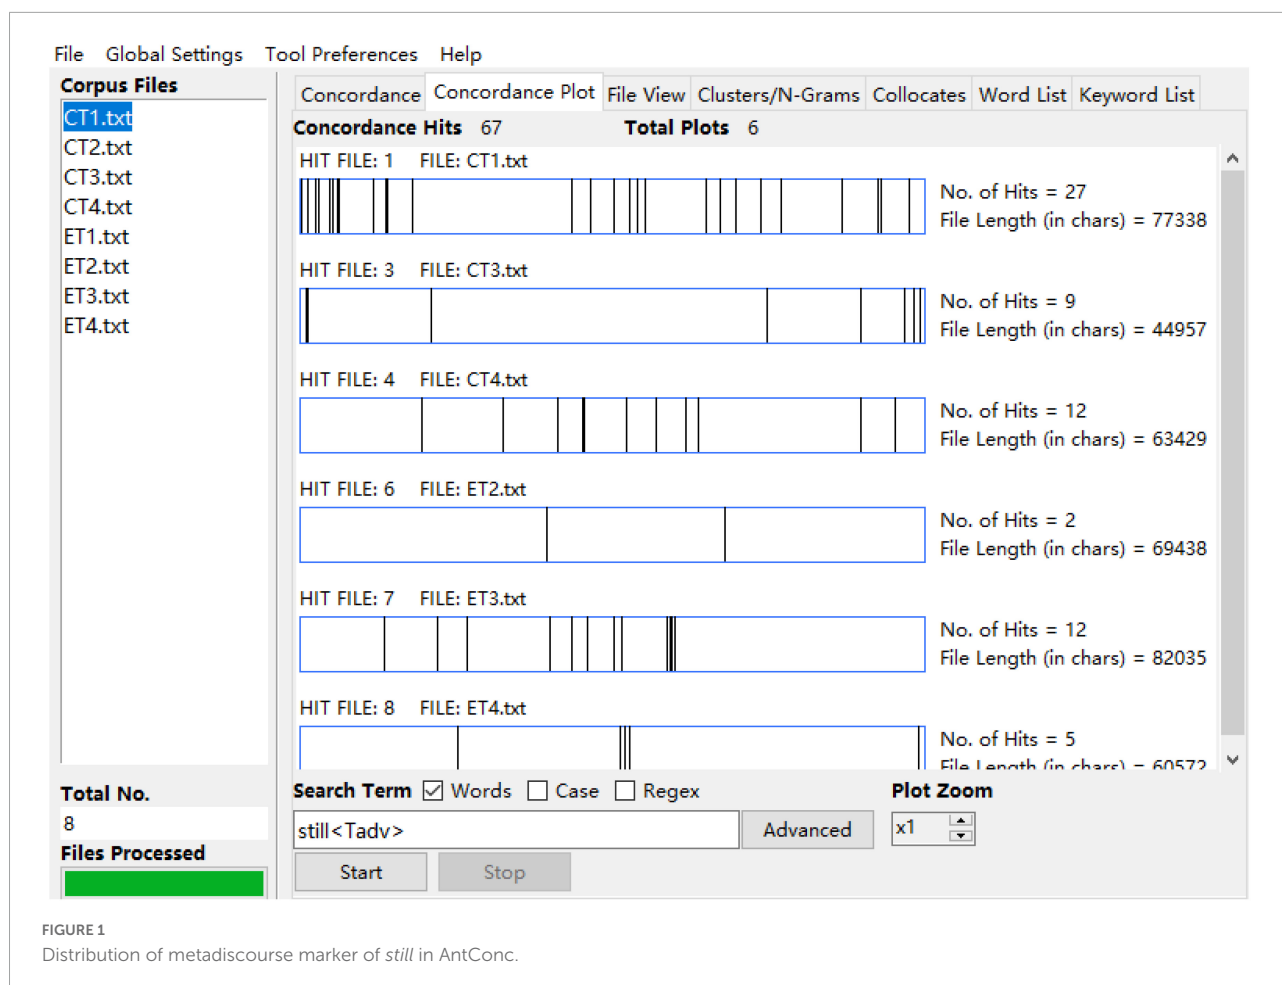 File Global Settings Tool Preferences Help
Corpus Files
CT1.txt
CT2.txt
CT3.txt
CT4.txt
ET1.txt
ET2.txt
ET3.txt
ET4.txt
Total No.
8
Files Processed
Concordance Concordance Plot File View Clusters/N-Grams Collocates Word List Keyword List
Concordance Hits 67 Total Plots 6
HIT FILE: 1 FILE: CT1.txt
No. of Hits = 27
File Length (in chars) = 77338
HIT FILE: 3 FILE: CT3.txt
No. of Hits = 9
File Length (in chars) = 44957
HIT FILE: 4 FILE: CT4.txt
No. of Hits = 12
File Length (in chars) = 63429
HIT FILE: 6 FILE: ET2.txt
No. of Hits = 2
File Length (in chars) = 69438
HIT FILE: 7 FILE: ET3.txt
No. of Hits = 12
File Length (in chars) = 82035
HIT FILE: 8 FILE: ET4.txt
No. of Hits = 5
File Length (in chars) = 60572
Search Term Words Case Regex Plot Zoom
still<Tadv> Advanced x1
Start Stop
FIGURE 1
Distribution of metadiscourse marker of still in AntConc.